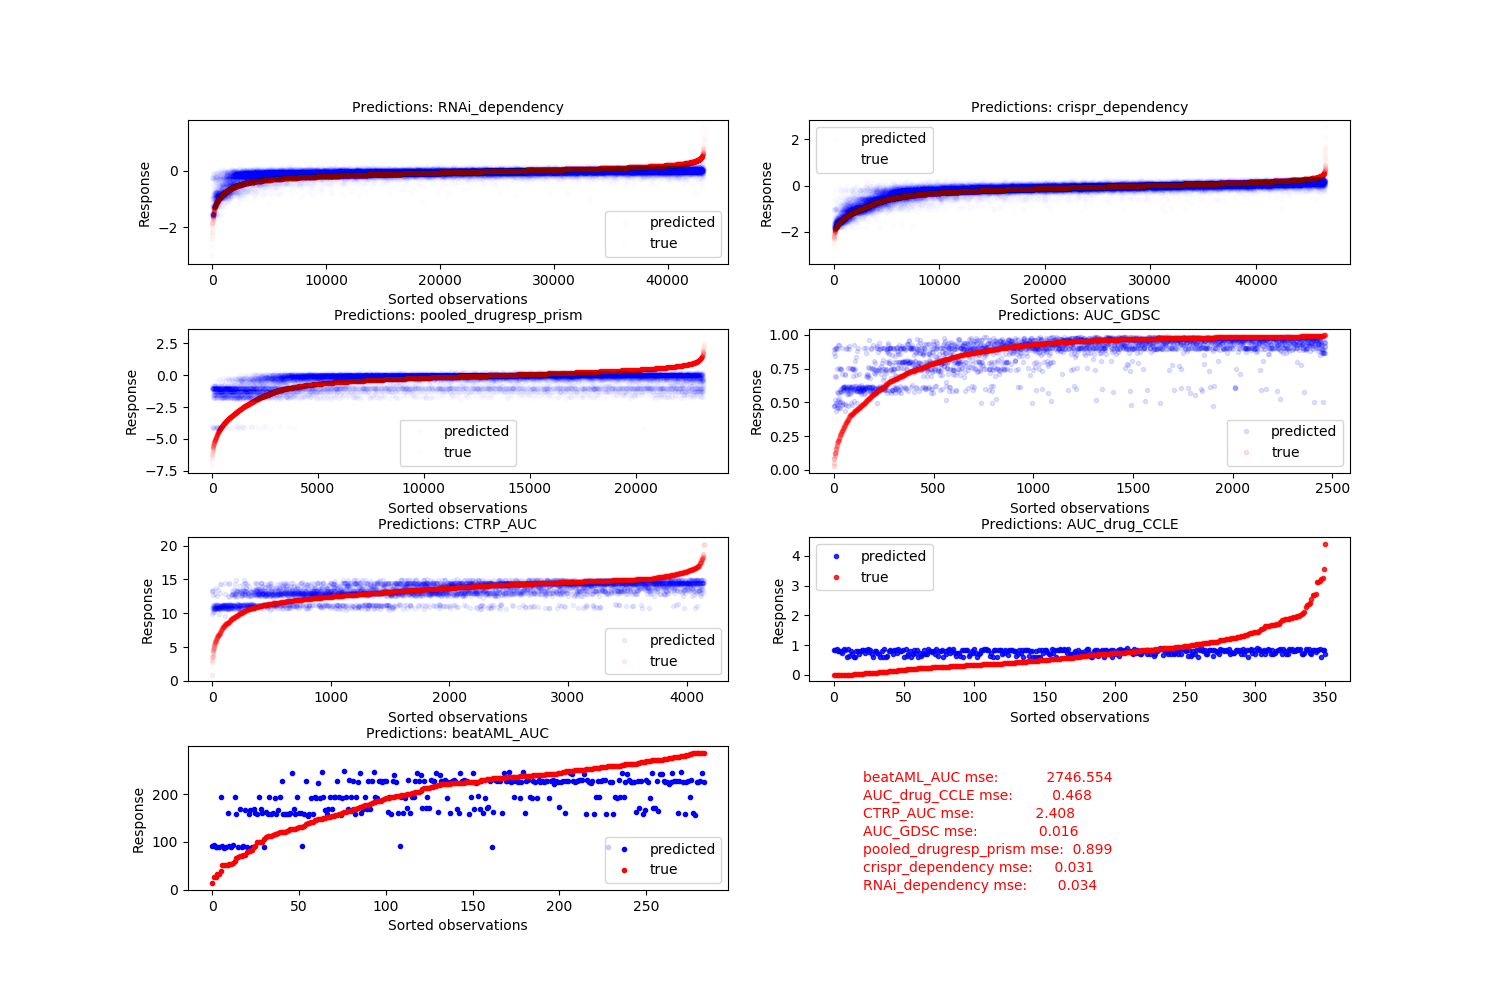 Predictions: RNAi_dependency
Response
0
−2
predicted
true
0 10000 20000 30000 40000
Sorted observations
Predictions: crispr_dependency
Response
2
0
−2
predicted
true
0 10000 20000 30000 40000
Sorted observations
Predictions: pooled_drugresp_prism
Response
2.5
0.0
−2.5
−5.0
−7.5
predicted
true
0 5000 10000 15000 20000
Sorted observations
Predictions: AUC_GDSC
Response
1.00
0.75
0.50
0.25
0.00
predicted
true
0 500 1000 1500 2000 2500
Sorted observations
Predictions: CTRP_AUC
Response
20
15
10
5
0
predicted
true
0 1000 2000 3000 4000
Sorted observations
Predictions: AUC_drug_CCLE
Response
4
3
2
1
0
predicted
true
0 50 100 150 200 250 300 350
Sorted observations
Predictions: beatAML_AUC
Response
200
100
0
predicted
true
0 50 100 150 200 250
Sorted observations
beatAML_AUC mse: 2746.554
AUC_drug_CCLE mse: 0.468
CTRP_AUC mse: 2.408
AUC_GDSC mse: 0.016
pooled_drugresp_prism mse: 0.899
crispr_dependency mse: 0.031
RNAi_dependency mse: 0.034